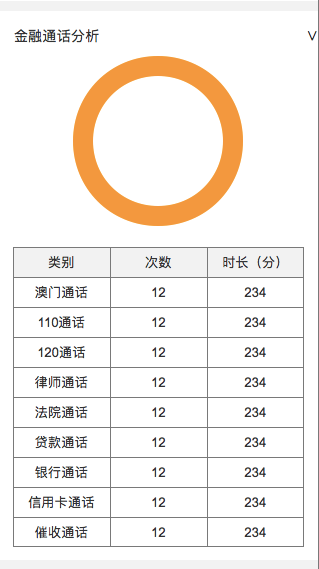 金融通话分析
类别 次数 时长（分）
澳门通话 12 234
110通话 12 234
120通话 12 234
律师通话 12 234
法院通话 12 234
贷款通话 12 234
银行通话 12 234
信用卡通话 12 234
催收通话 12 234